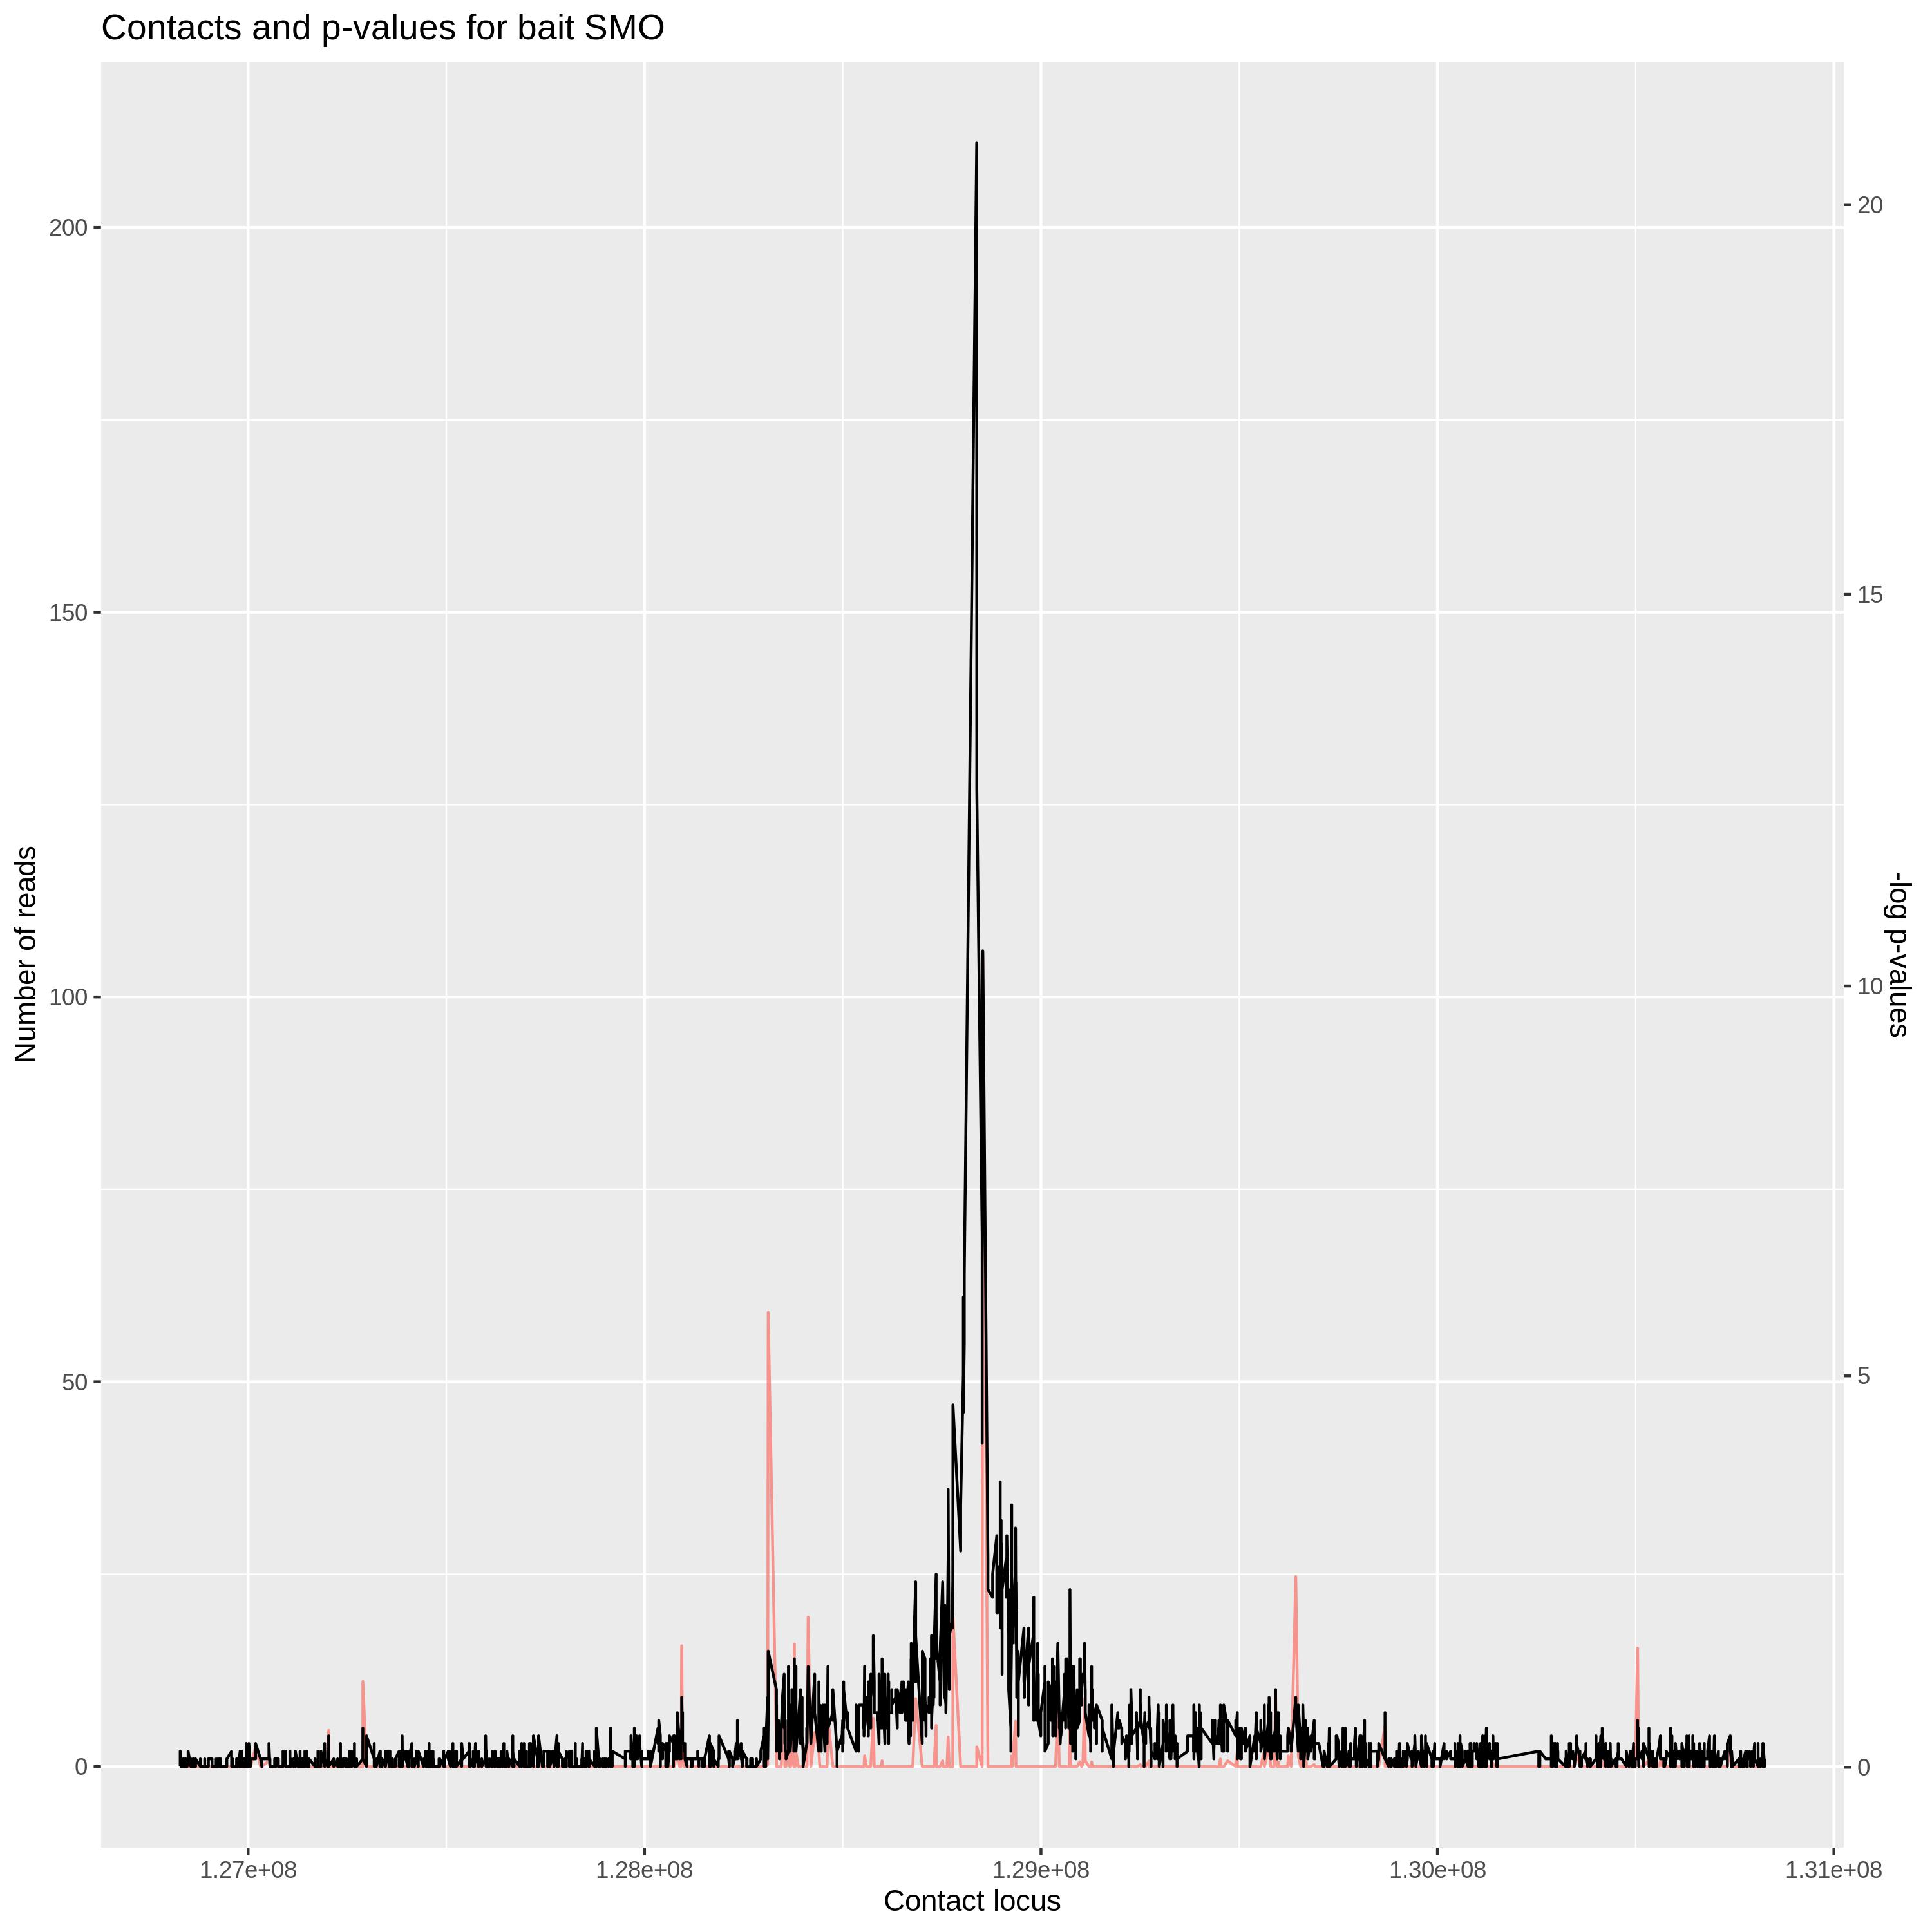 Contacts and p-values for bait SMO
200
150
100
50
0
Number of reads
20
15
10
5
0
-log p-values
1.27e+08
1.28e+08
1.29e+08
1.30e+08
1.31e+08
Contact locus